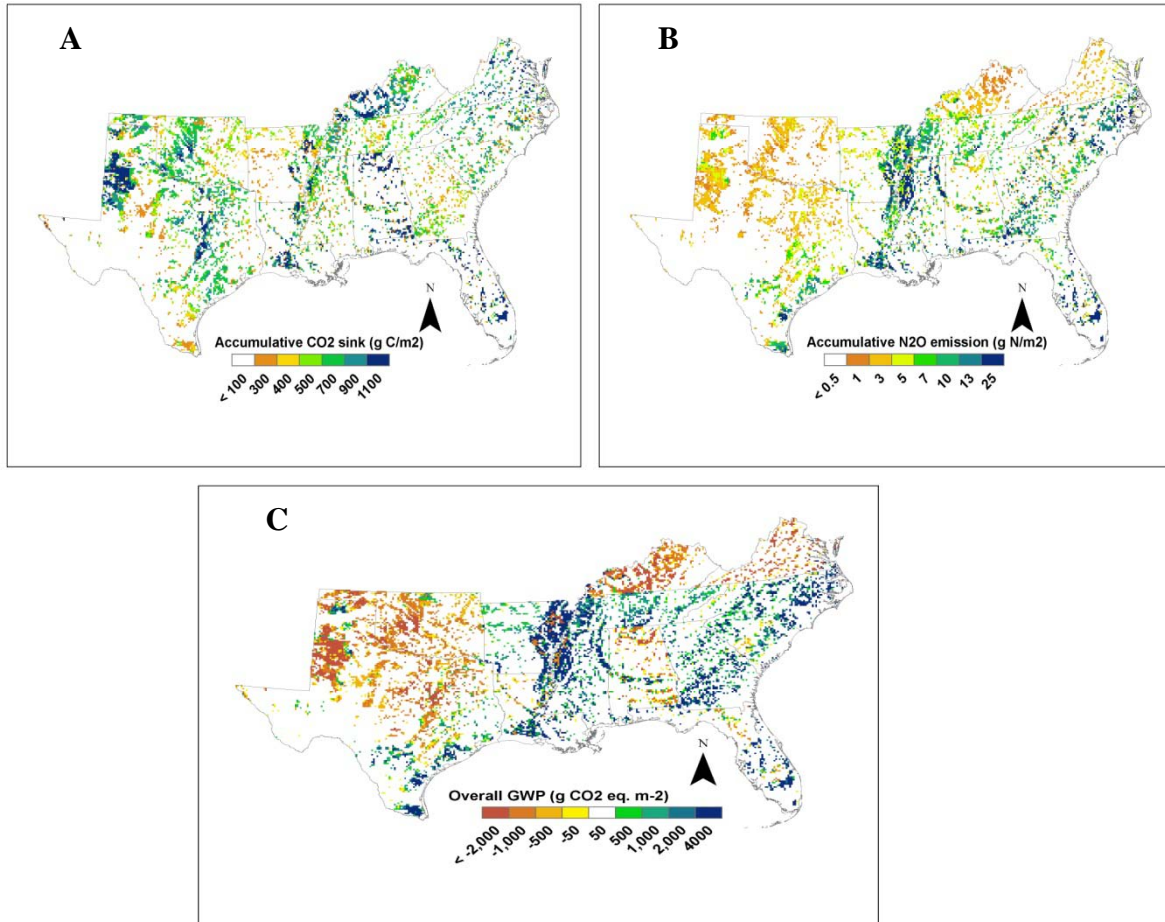 A
B
N
N
Accumulative CO2 sink (g C/m2)
< 100 300 400 500 700 900 1100
Accumulative N2O emission (g N/m2)
< 0.5 1 3 5 7 10 13 25
C
N
Overall GWP (g CO2 eq. m-2)
< -2,000 -1,000 -500 -50 50 500 1,000 2,000 4000